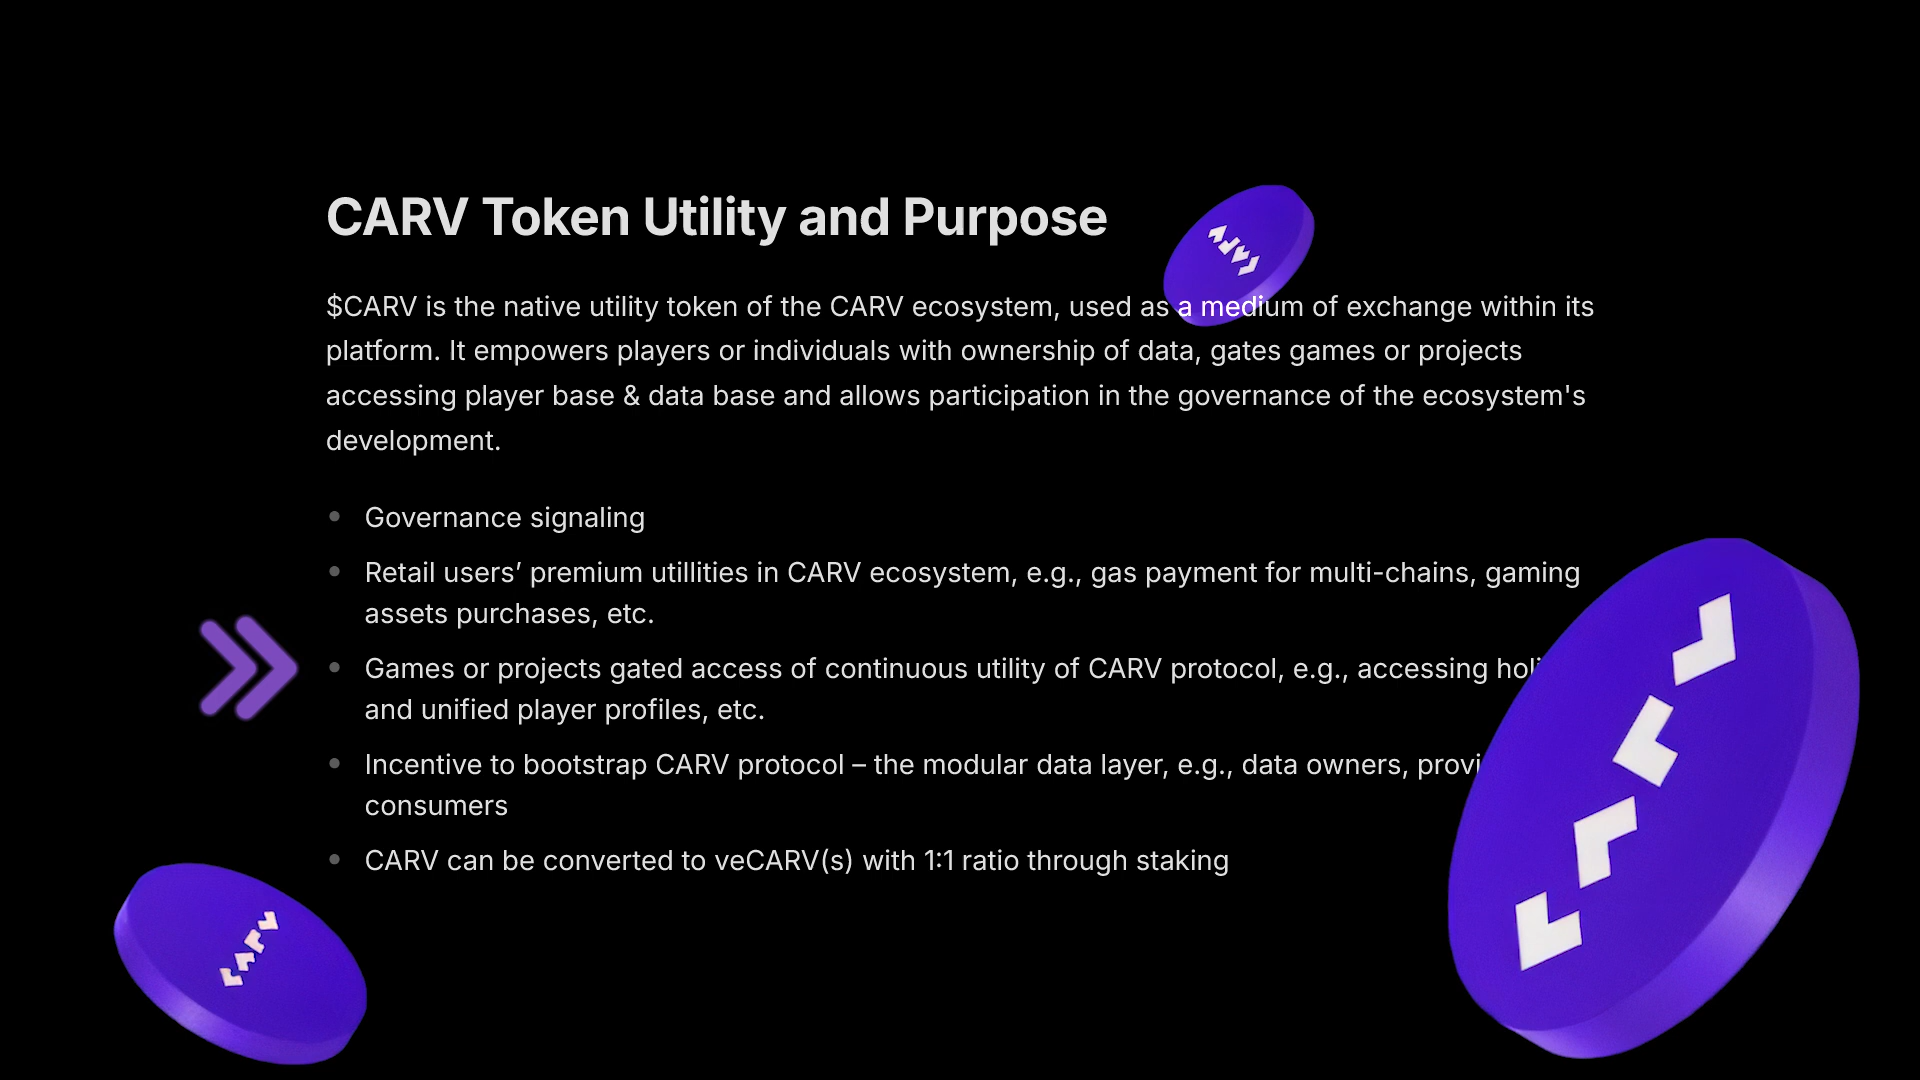 CARV Token Utility and Purpose
$CARV is the native utility token of the CARV ecosystem, used as a medium of exchange within its
platform. It empowers players or individuals with ownership of data, gates games or projects
accessing player base & data base and allows participation in the governance of the ecosystem's
development.
• Governance signaling
• Retail users’ premium utillities in CARV ecosystem, e.g., gas payment for multi-chains, gaming
assets purchases, etc.
• Games or projects gated access of continuous utility of CARV protocol, e.g., accessing
and unified player profiles, etc.
• Incentive to bootstrap CARV protocol – the modular data layer, e.g., data owners,
consumers
• CARV can be converted to veCARV(s) with 1:1 ratio through staking
CARV
CARV
CARV